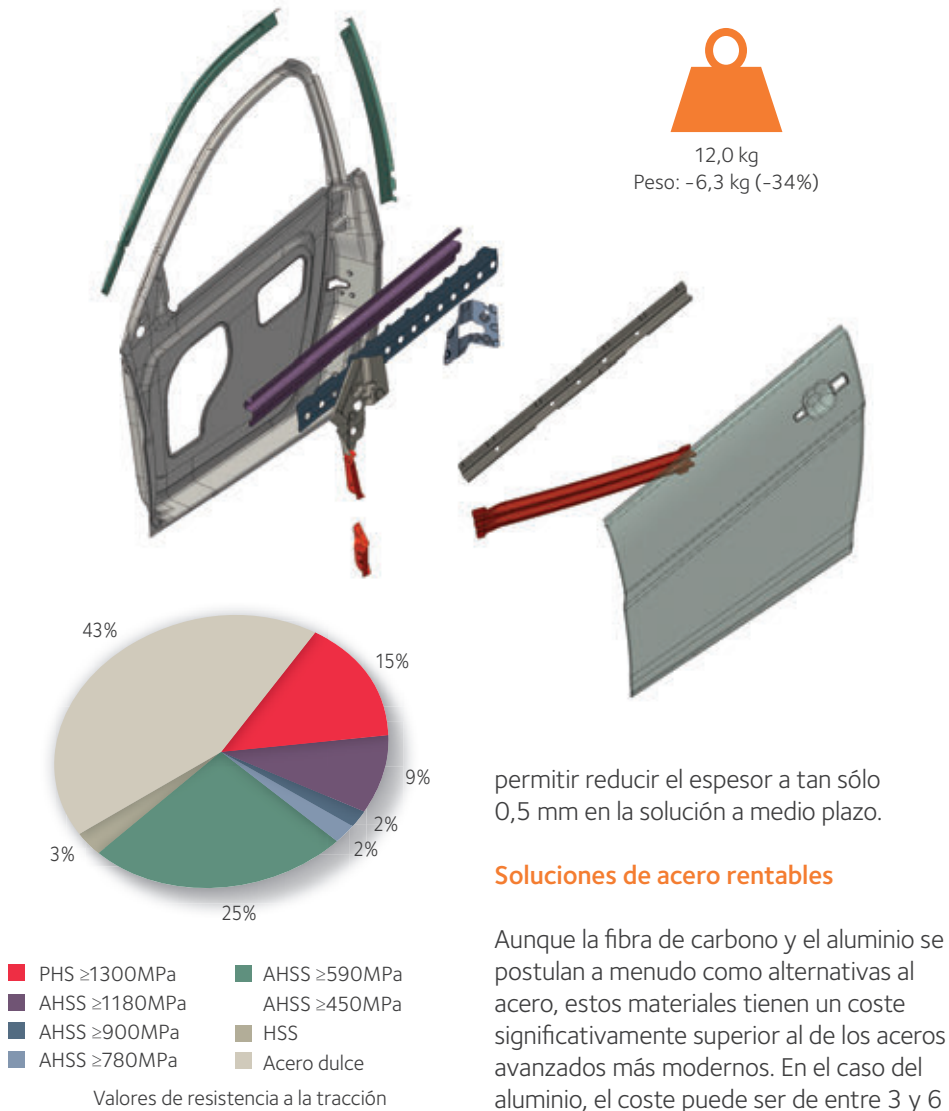 12,0 kg
Peso: -6,3 kg (-34%)
43%
15%
9%
2%
2%
3%
25%
PHS ≥1300MPa
AHSS ≥1180MPa
AHSS ≥900MPa
AHSS ≥780MPa
AHSS ≥590MPa
AHSS ≥450MPa
HSS
Acero dulce
Valores de resistencia a la tracción
permitir reducir el espesor a tan sólo
0,5 mm en la solución a medio plazo.
Soluciones de acero rentables
Aunque la fibra de carbono y el aluminio se
postulan a menudo como alternativas al
acero, estos materiales tienen un coste
significativamente superior al de los aceros
avanzados más modernos. En el caso del
aluminio, el coste puede ser de entre 3 y 6